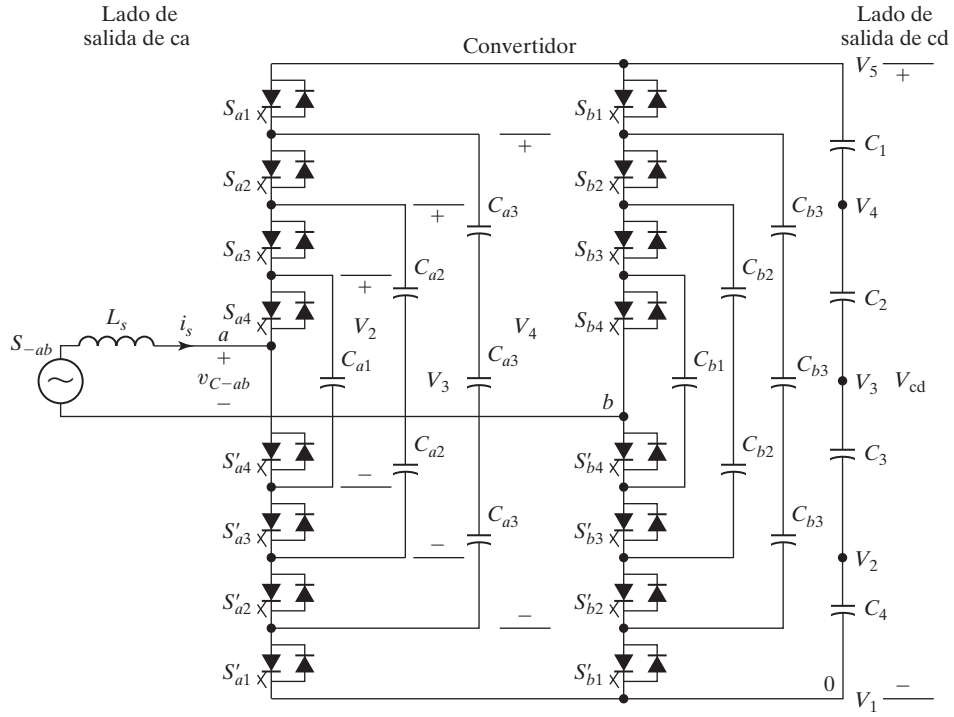 Lado de
salida de ca
Convertidor
Lado de
salida de cd
V5
+
Sa1
Sb1
C1
+
Sa2
Sb2
Ca3
Cb3
V4
+
Sa3
Sb3
Ca2
Cb2
C2
+
Sa4
Sb4
V2
V4
Ls
is
a
S−ab
+
Ca1
V3
Ca3
Cb1
Cb3
V3
Vcd
vC−ab
−
b
S′a4
S′b4
Ca2
Cb2
C3
−
Ca3
Cb3
S′a3
S′b3
−
V2
S′a2
S′b2
C4
−
S′a1
S′b1
0
−
V1